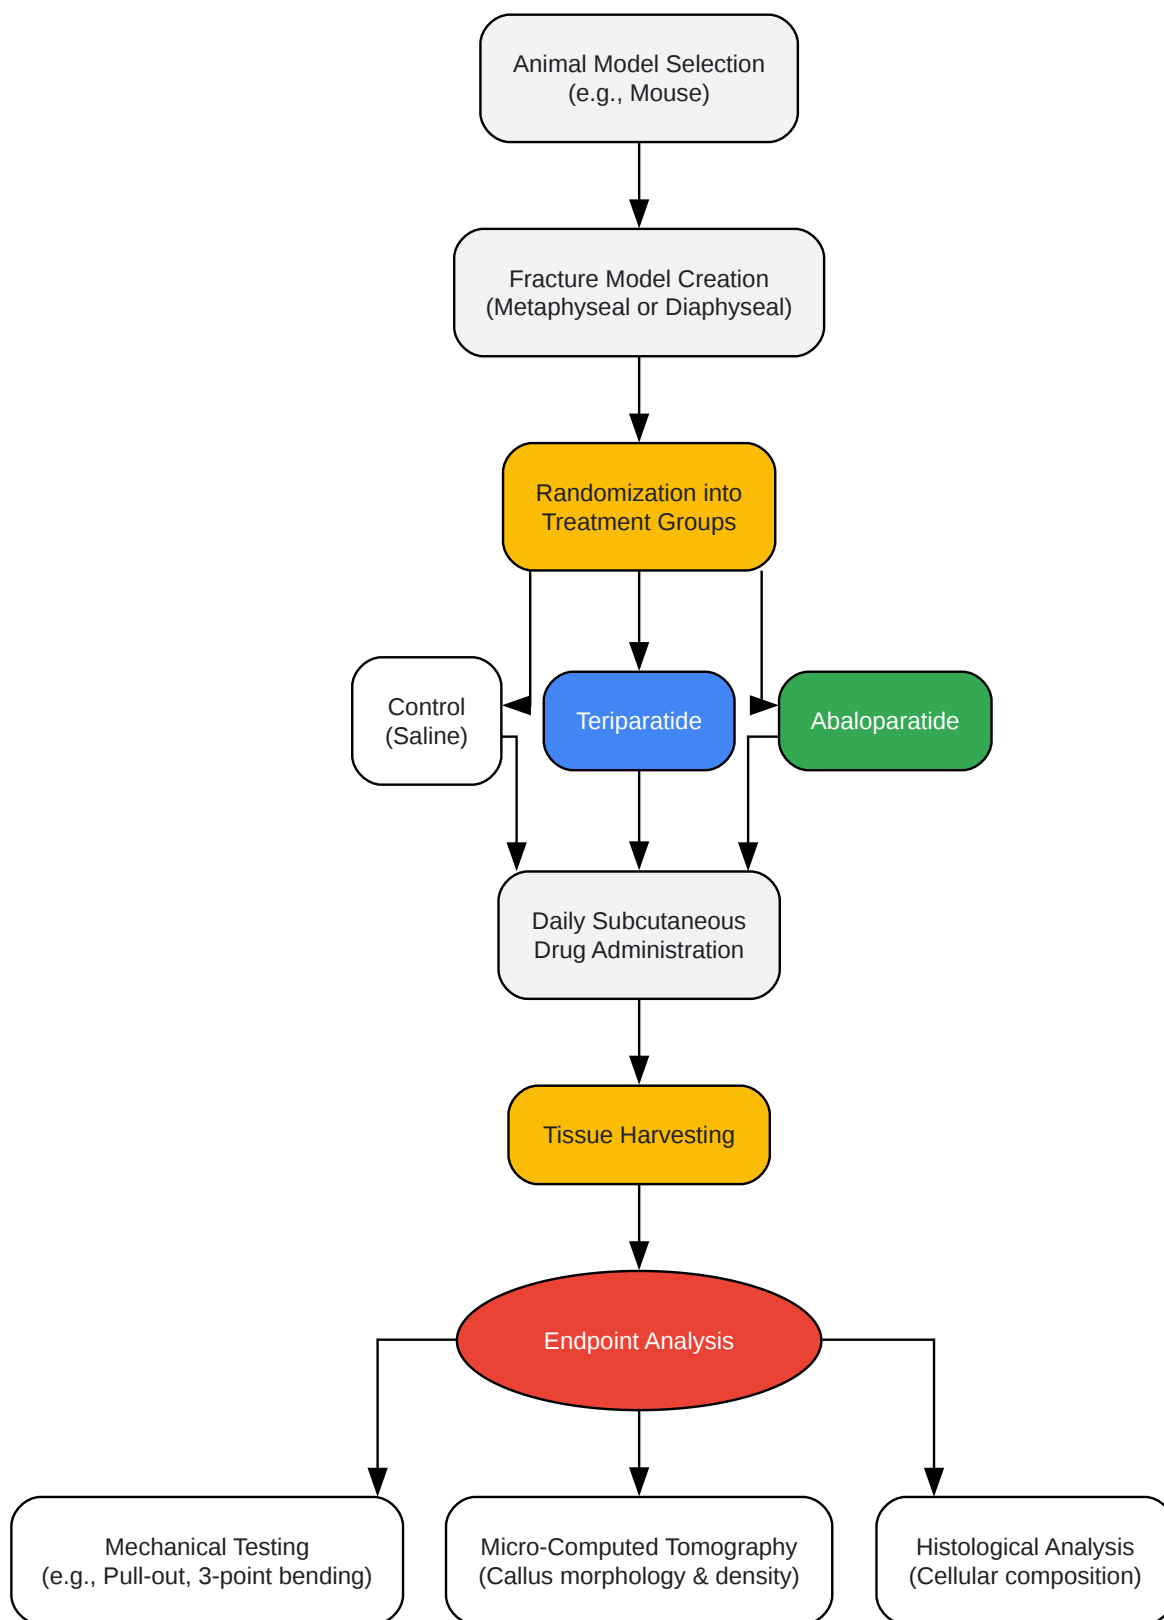 Animal Model Selection
(e.g., Mouse)
Fracture Model Creation
(Metaphyseal or Diaphyseal)
Randomization into
Treatment Groups
Control
(Saline)
Teriparatide
Abaloparatide
Daily Subcutaneous
Drug Administration
Tissue Harvesting
Endpoint Analysis
Mechanical Testing
(e.g., Pull-out, 3-point bending)
Micro-Computed Tomography
(Callus morphology & density)
Histological Analysis
(Cellular composition)